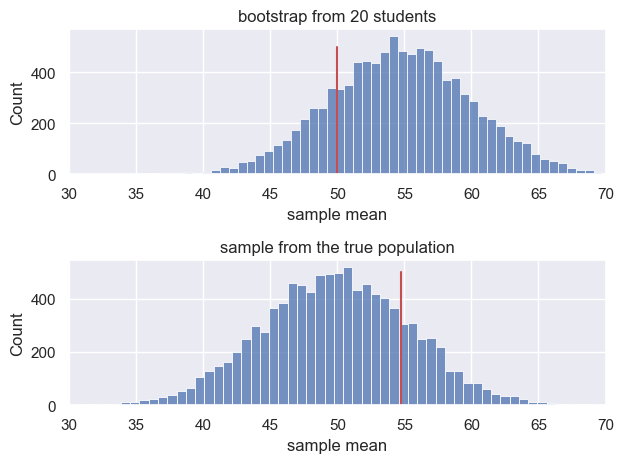 bootstrap from 20 students
Count
400
200
0
30 35 40 45 50 55 60 65 70
sample mean
sample from the true population
Count
400
200
0
30 35 40 45 50 55 60 65 70
sample mean